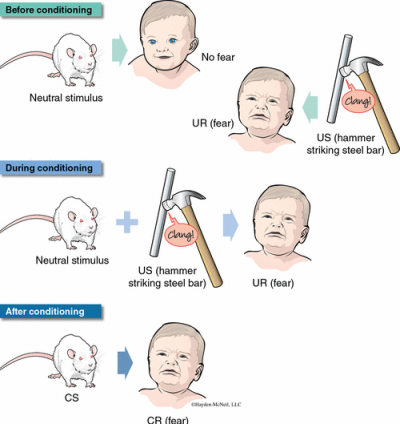 Before conditioning
Neutral stimulus
No fear
UR (fear)
Clang!
US (hammer
striking steel bar)
During conditioning
Neutral stimulus
Clang!
US (hammer
striking steel bar)
UR (fear)
After conditioning
CS
©Hayden-McNeil, LLC
CR (fear)